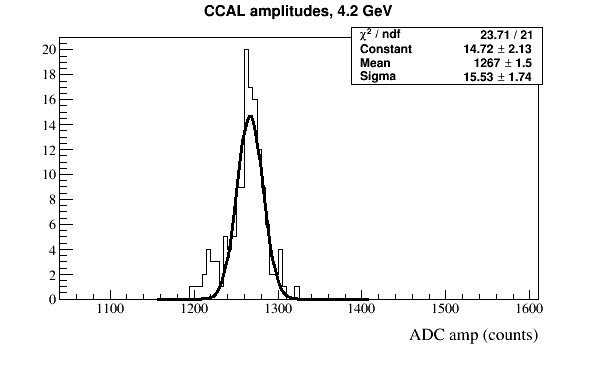 CCAL amplitudes, 4.2 GeV
χ² / ndf 23.71 / 21
Constant 14.72 ± 2.13
Mean 1267 ± 1.5
Sigma 15.53 ± 1.74
20
18
16
14
12
10
8
6
4
2
0
1100 1200 1300 1400 1500 1600
ADC amp (counts)